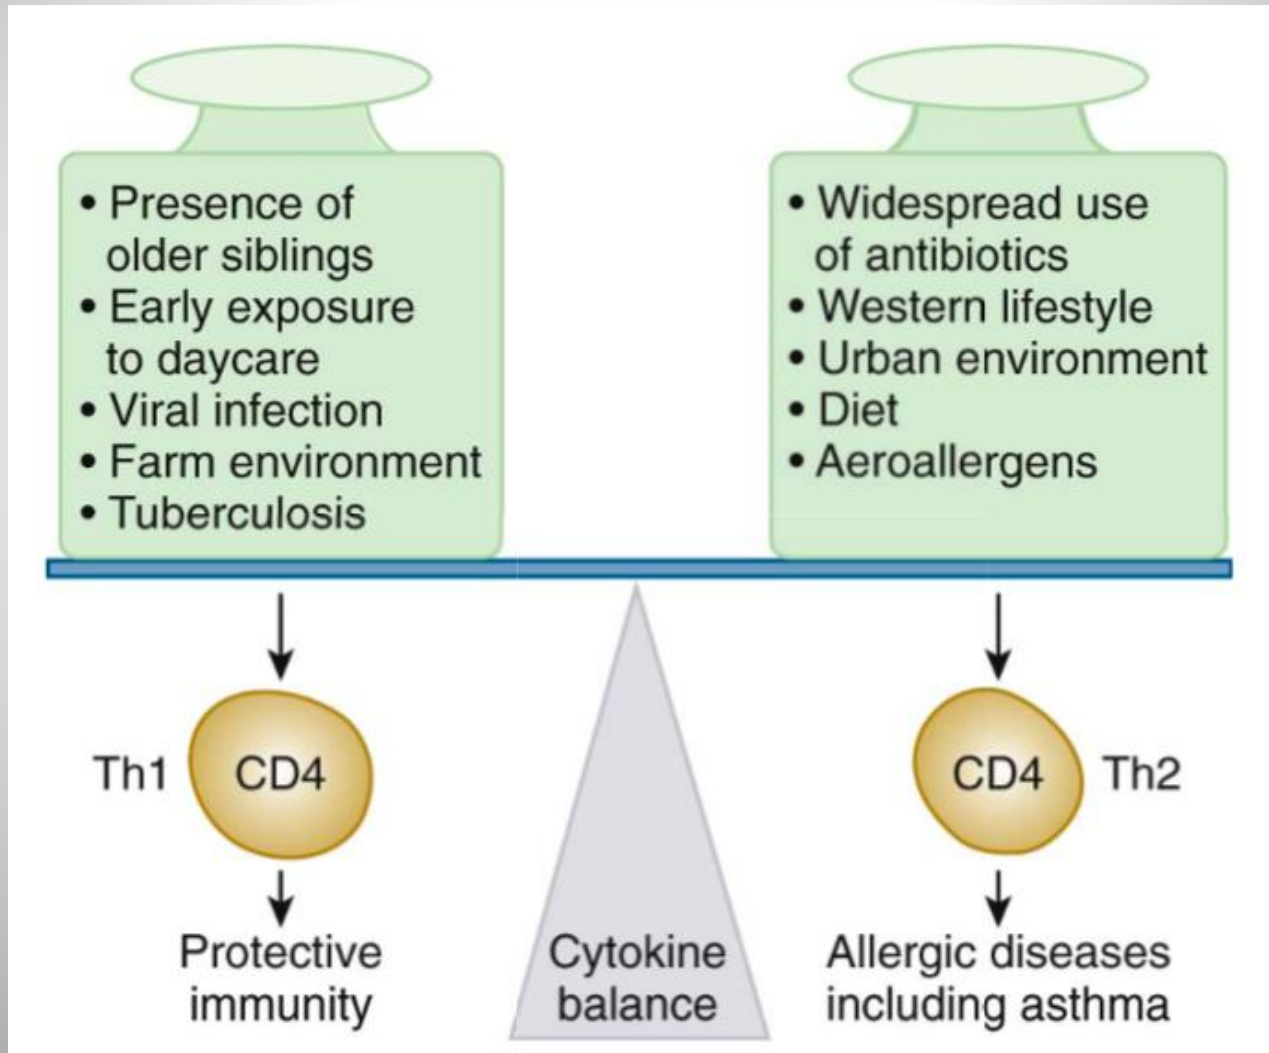 • Presence of
older siblings
• Early exposure
to daycare
• Viral infection
• Farm environment
• Tuberculosis
• Widespread use
of antibiotics
• Western lifestyle
• Urban environment
• Diet
• Aeroallergens
Th1
CD4
CD4
Th2
Protective
immunity
Cytokine
balance
Allergic diseases
including asthma